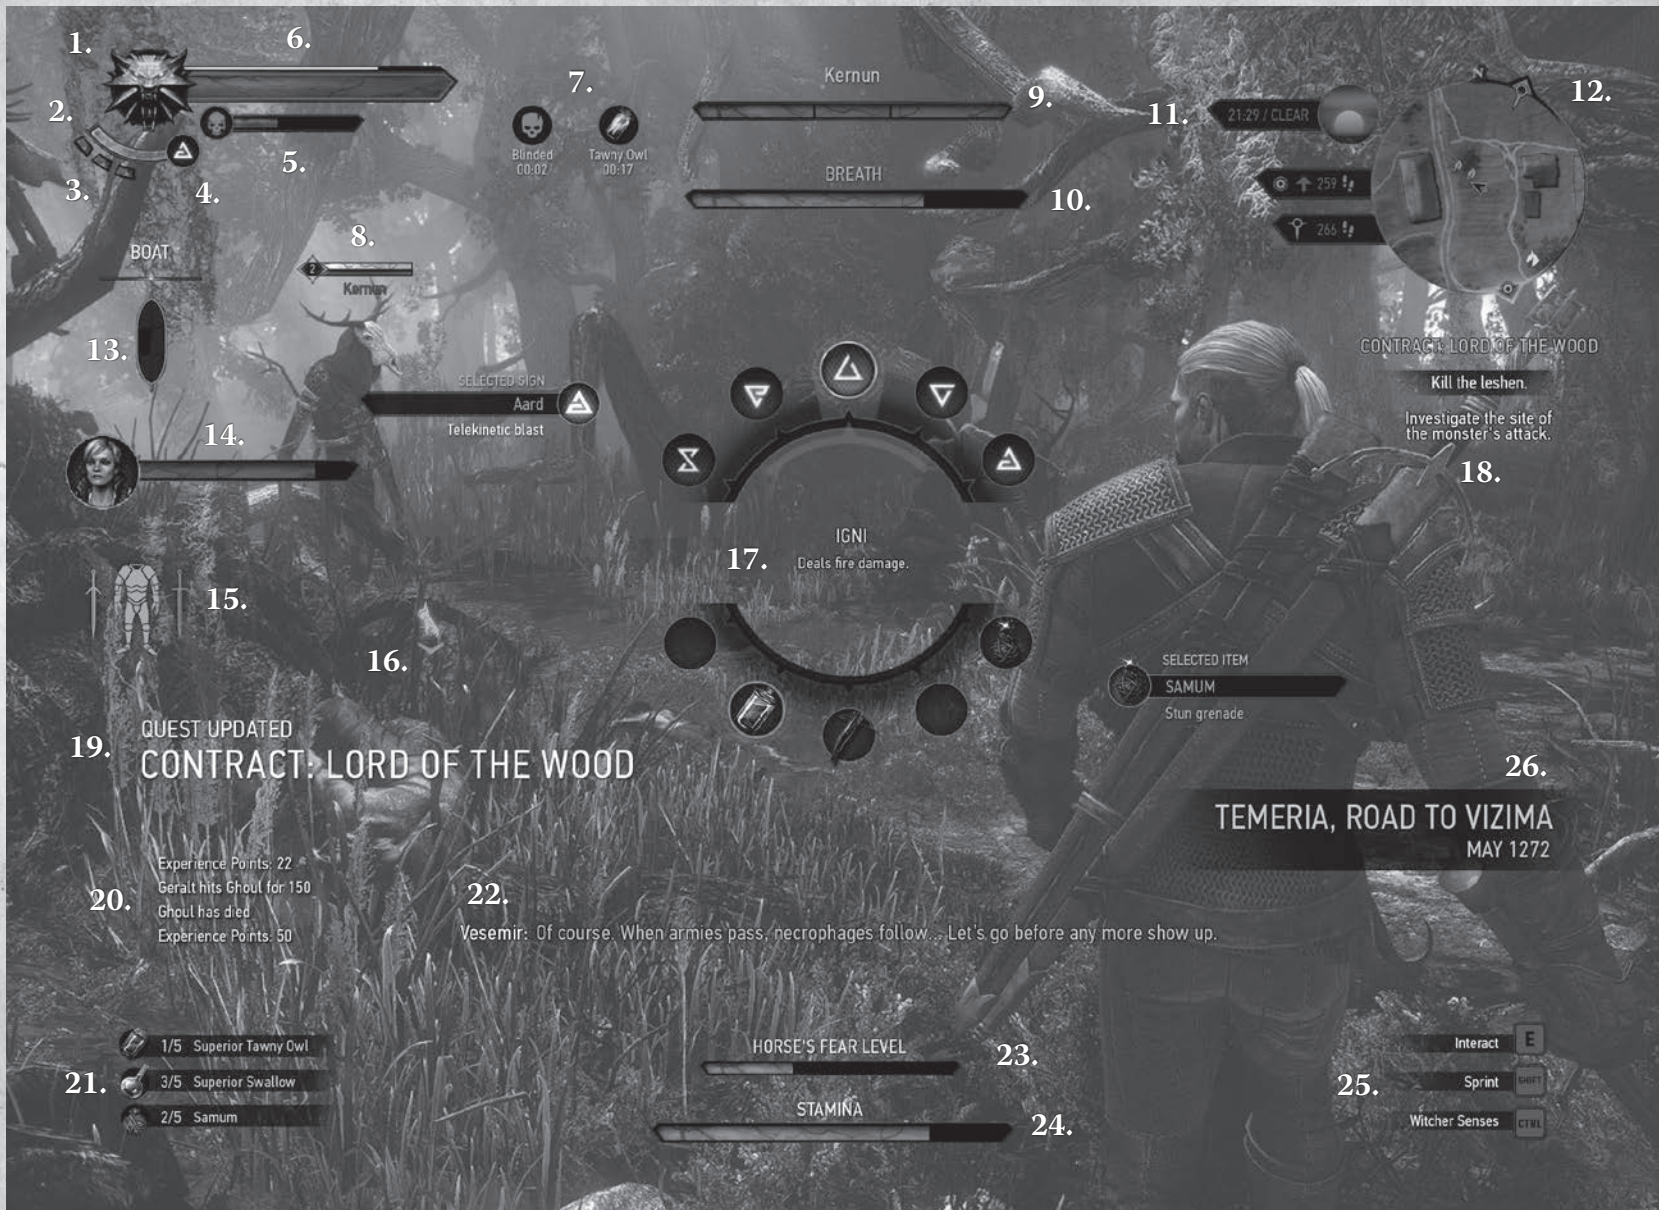 1.
6.
7.
Kernun
9.
11.
21:29 / CLEAR
N
12.
2.
Blinded
00:02
Tawny Owl
00:17
5.
3.
4.
BREATH
10.
259
266
8.
2
Kernun
BOAT
13.
SELECTED SIGN
Aard
Telekinetic blast
CONTRACT: LORD OF THE WOOD
Kill the leshen.
Investigate the site of
the monster's attack.
18.
14.
IGNI
Deals fire damage.
17.
15.
16.
SELECTED ITEM
SAMUM
Stun grenade
19.
QUEST UPDATED
CONTRACT: LORD OF THE WOOD
26.
TEMERIA, ROAD TO VIZIMA
MAY 1272
20.
Experience Points: 22
Geralt hits Ghoul for 150
Ghoul has died
Experience Points: 50
22.
Vesemir: Of course. When armies pass, necrophages follow... Let's go before any more show up.
21.
1/5 Superior Tawny Owl
3/5 Superior Swallow
2/5 Samum
HORSE'S FEAR LEVEL
23.
STAMINA
24.
25.
Interact E
Sprint SHIFT
Witcher Senses CTRL